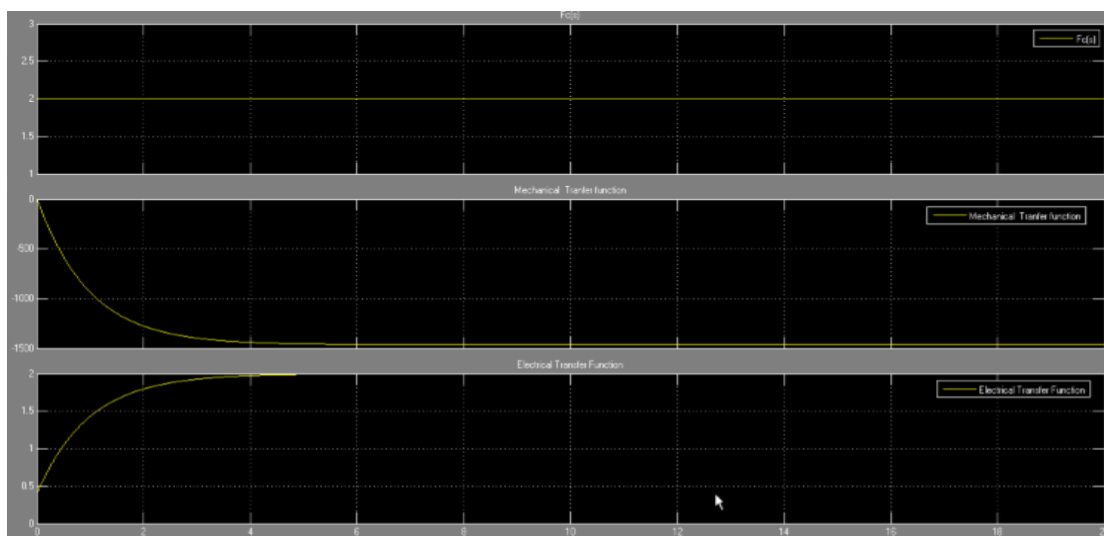 Fc(s)
3
2.5
2
1.5
1
Fc(s)
Mechanical Tranfer function
0
-500
-1000
-1500
Mechanical Tranfer function
Electrical Transfer Function
2
1.5
1
0.5
0
Electrical Transfer Function
0 2 4 6 8 10 12 14 16 18